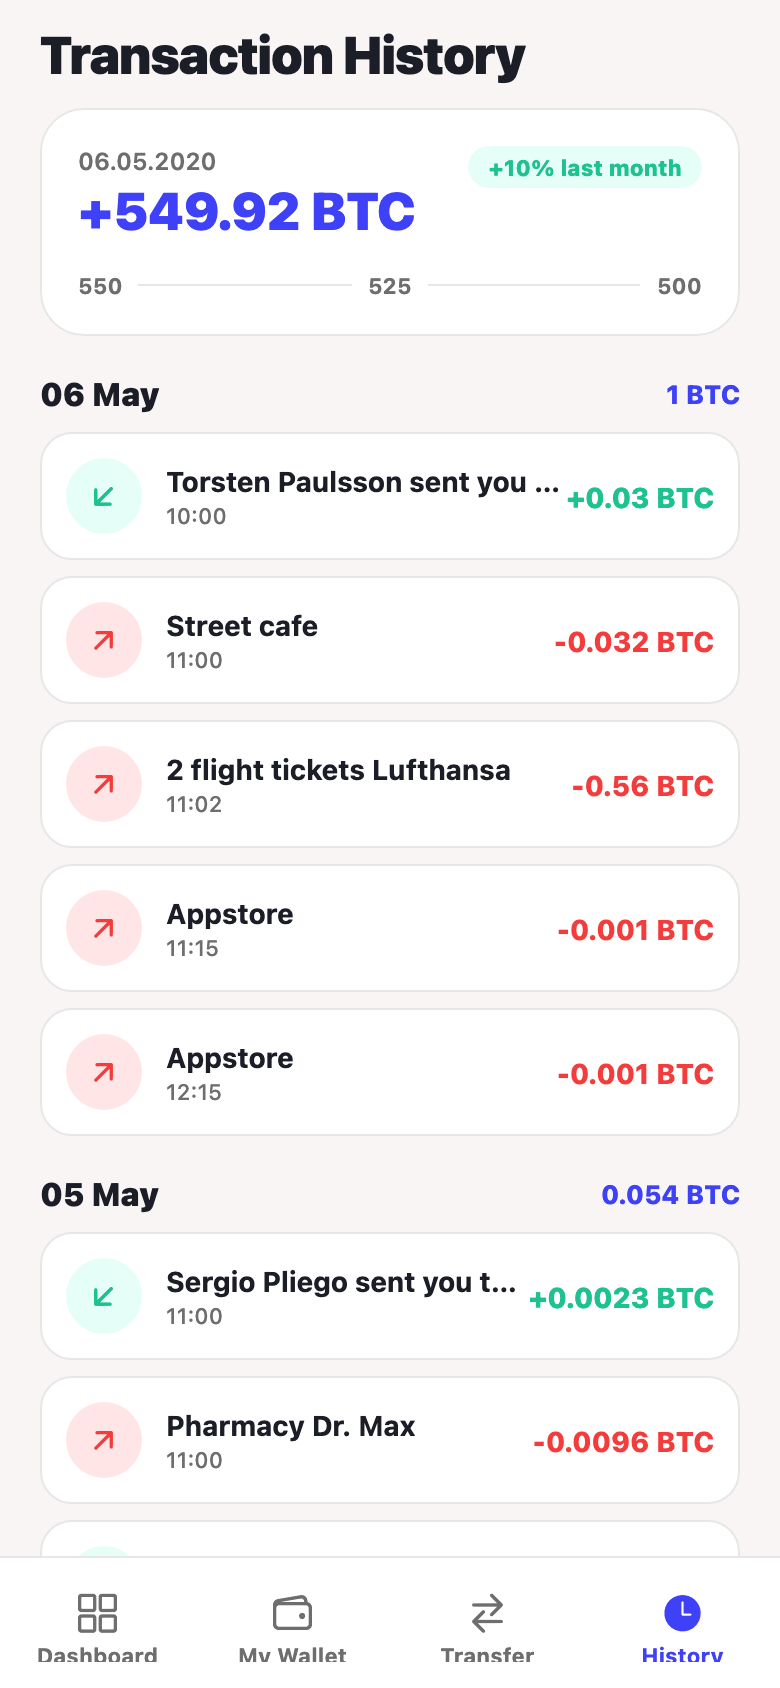 Transaction History
06.05.2020
+10% last month
+549.92 BTC
550 525 500
06 May 1 BTC
Torsten Paulsson sent you ... +0.03 BTC
10:00
Street cafe -0.032 BTC
11:00
2 flight tickets Lufthansa -0.56 BTC
11:02
Appstore -0.001 BTC
11:15
Appstore -0.001 BTC
12:15
05 May 0.054 BTC
Sergio Pliego sent you t... +0.0023 BTC
11:00
Pharmacy Dr. Max -0.0096 BTC
11:00
Dashboard My Wallet Transfer History